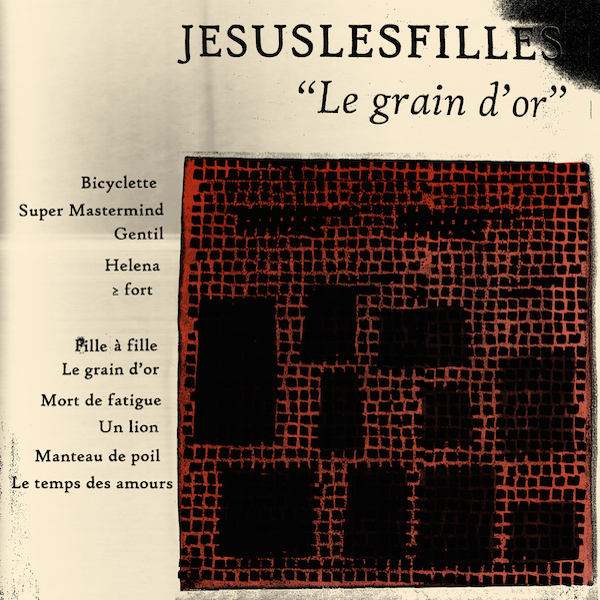 JESUSLESFILLES
“Le grain d’or”
Bicyclette
Super Mastermind
Gentil
Helena
≥ fort
Fille à fille
Le grain d’or
Mort de fatigue
Un lion
Manteau de poil
Le temps des amours